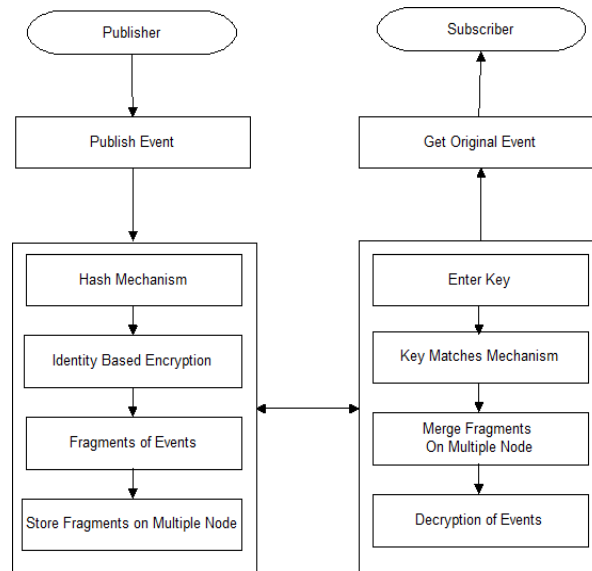 Publisher
Publish Event
Hash Mechanism
Identity Based Encryption
Fragments of Events
Store Fragments on Multiple Node
Subscriber
Get Original Event
Enter Key
Key Matches Mechanism
Merge Fragments
On Multiple Node
Decryption of Events